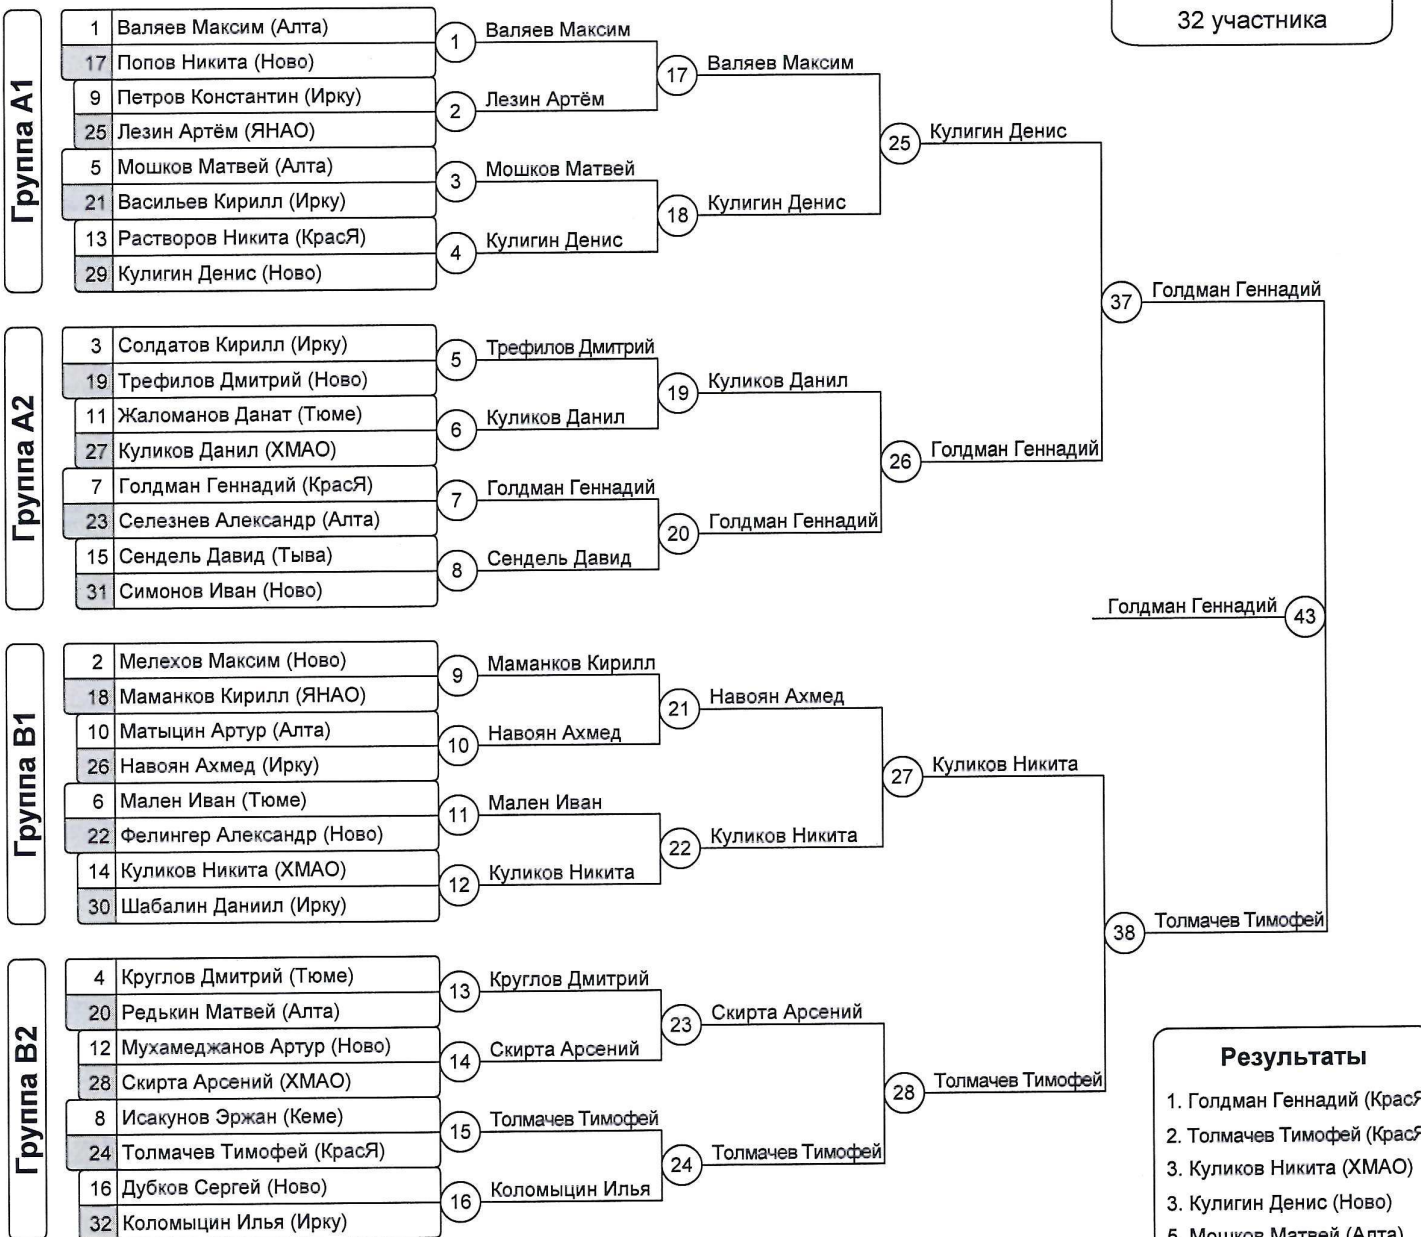 32 участника
Группа А1
1 Валяев Максим (Алта)
17 Попов Никита (Ново)
9 Петров Константин (Ирку)
25 Лезин Артём (ЯНАО)
5 Мошков Матвей (Алта)
21 Васильев Кирилл (Ирку)
13 Растворов Никита (КрасЯ)
29 Кулигин Денис (Ново)
1 Валяев Максим
2 Лезин Артём
3 Мошков Матвей
4 Кулигин Денис
17 Валяев Максим
18 Кулигин Денис
25 Кулигин Денис
Группа А2
3 Солдатов Кирилл (Ирку)
19 Трефилов Дмитрий (Ново)
11 Жаломанов Данат (Тюме)
27 Куликов Данил (ХМАО)
7 Голдман Геннадий (КрасЯ)
23 Селезнев Александр (Алта)
15 Сендель Давид (Тыва)
31 Симонов Иван (Ново)
5 Трефилов Дмитрий
6 Куликов Данил
7 Голдман Геннадий
8 Сендель Давид
19 Куликов Данил
20 Голдман Геннадий
26 Голдман Геннадий
37 Голдман Геннадий
Голдман Геннадий 43
Группа В1
2 Мелехов Максим (Ново)
18 Маманков Кирилл (ЯНАО)
10 Матыцин Артур (Алта)
26 Навоян Ахмед (Ирку)
6 Мален Иван (Тюме)
22 Фелингер Александр (Ново)
14 Куликов Никита (ХМАО)
30 Шабалин Даниил (Ирку)
9 Маманков Кирилл
10 Навоян Ахмед
11 Мален Иван
12 Куликов Никита
21 Навоян Ахмед
22 Куликов Никита
27 Куликов Никита
Группа В2
4 Круглов Дмитрий (Тюме)
20 Редькин Матвей (Алта)
12 Мухамеджанов Артур (Ново)
28 Скирта Арсений (ХМАО)
8 Исакунов Эржан (Кеме)
24 Толмачев Тимофей (КрасЯ)
16 Дубков Сергей (Ново)
32 Коломыцин Илья (Ирку)
13 Круглов Дмитрий
14 Скирта Арсений
15 Толмачев Тимофей
16 Коломыцин Илья
23 Скирта Арсений
24 Толмачев Тимофей
28 Толмачев Тимофей
38 Толмачев Тимофей
Результаты
1. Голдман Геннадий (КрасЯ
2. Толмачев Тимофей (КрасЯ
3. Куликов Никита (ХМАО)
3. Кулигин Денис (Ново)
5. Мошков Матвей (Алта)